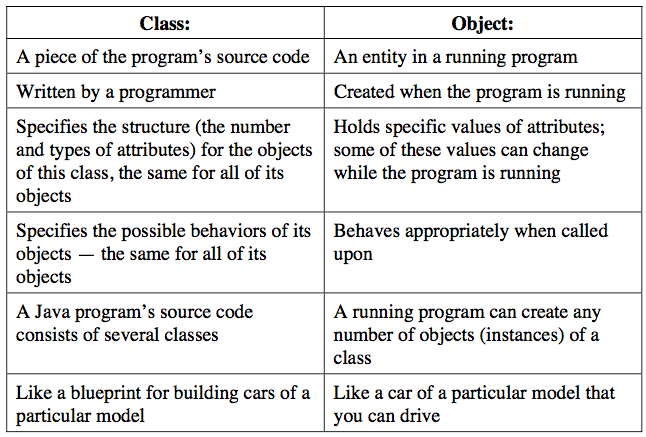 Class:
Object:
A piece of the program's source code
An entity in a running program
Written by a programmer
Created when the program is running
Specifies the structure (the number
and types of attributes) for the objects
of this class, the same for all of its
objects
Holds specific values of attributes;
some of these values can change
while the program is running
Specifies the possible behaviors of its
objects — the same for all of its
objects
Behaves appropriately when called
upon
A Java program's source code
consists of several classes
A running program can create any
number of objects (instances) of a
class
Like a blueprint for building cars of a
particular model
Like a car of a particular model that
you can drive